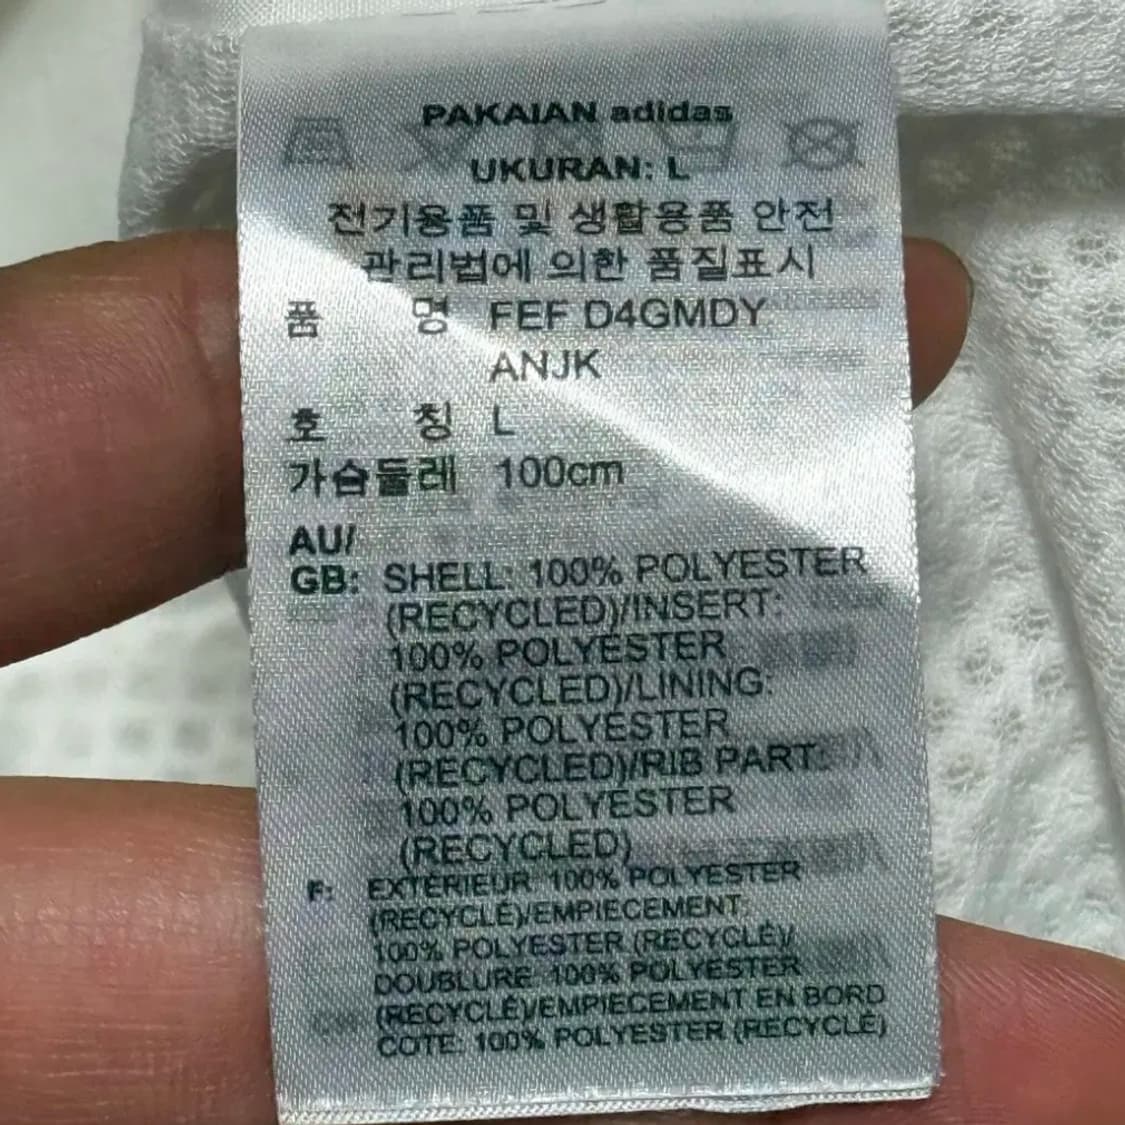 PAKAIAN adidas
UKURAN: L
전기용품 및 생활용품 안전
관리법에 의한 품질표시
품 명 FEF D4GMDY
ANJK
호 칭 L
가슴둘레 100cm
AU/
GB: SHELL: 100% POLYESTER
(RECYCLED)/INSERT:
100% POLYESTER
(RECYCLED)/LINING:
100% POLYESTER
(RECYCLED)/RIB PART:
100% POLYESTER
(RECYCLED)
F: EXTÉRIEUR: 100% POLYESTER
(RECYCLÉ)/EMPIECEMENT:
100% POLYESTER (RECYCLÉ)/
DOUBLURE: 100% POLYESTER
(RECYCLÉ)/EMPIECEMENT EN BORD
COTE: 100% POLYESTER (RECYCLÉ)